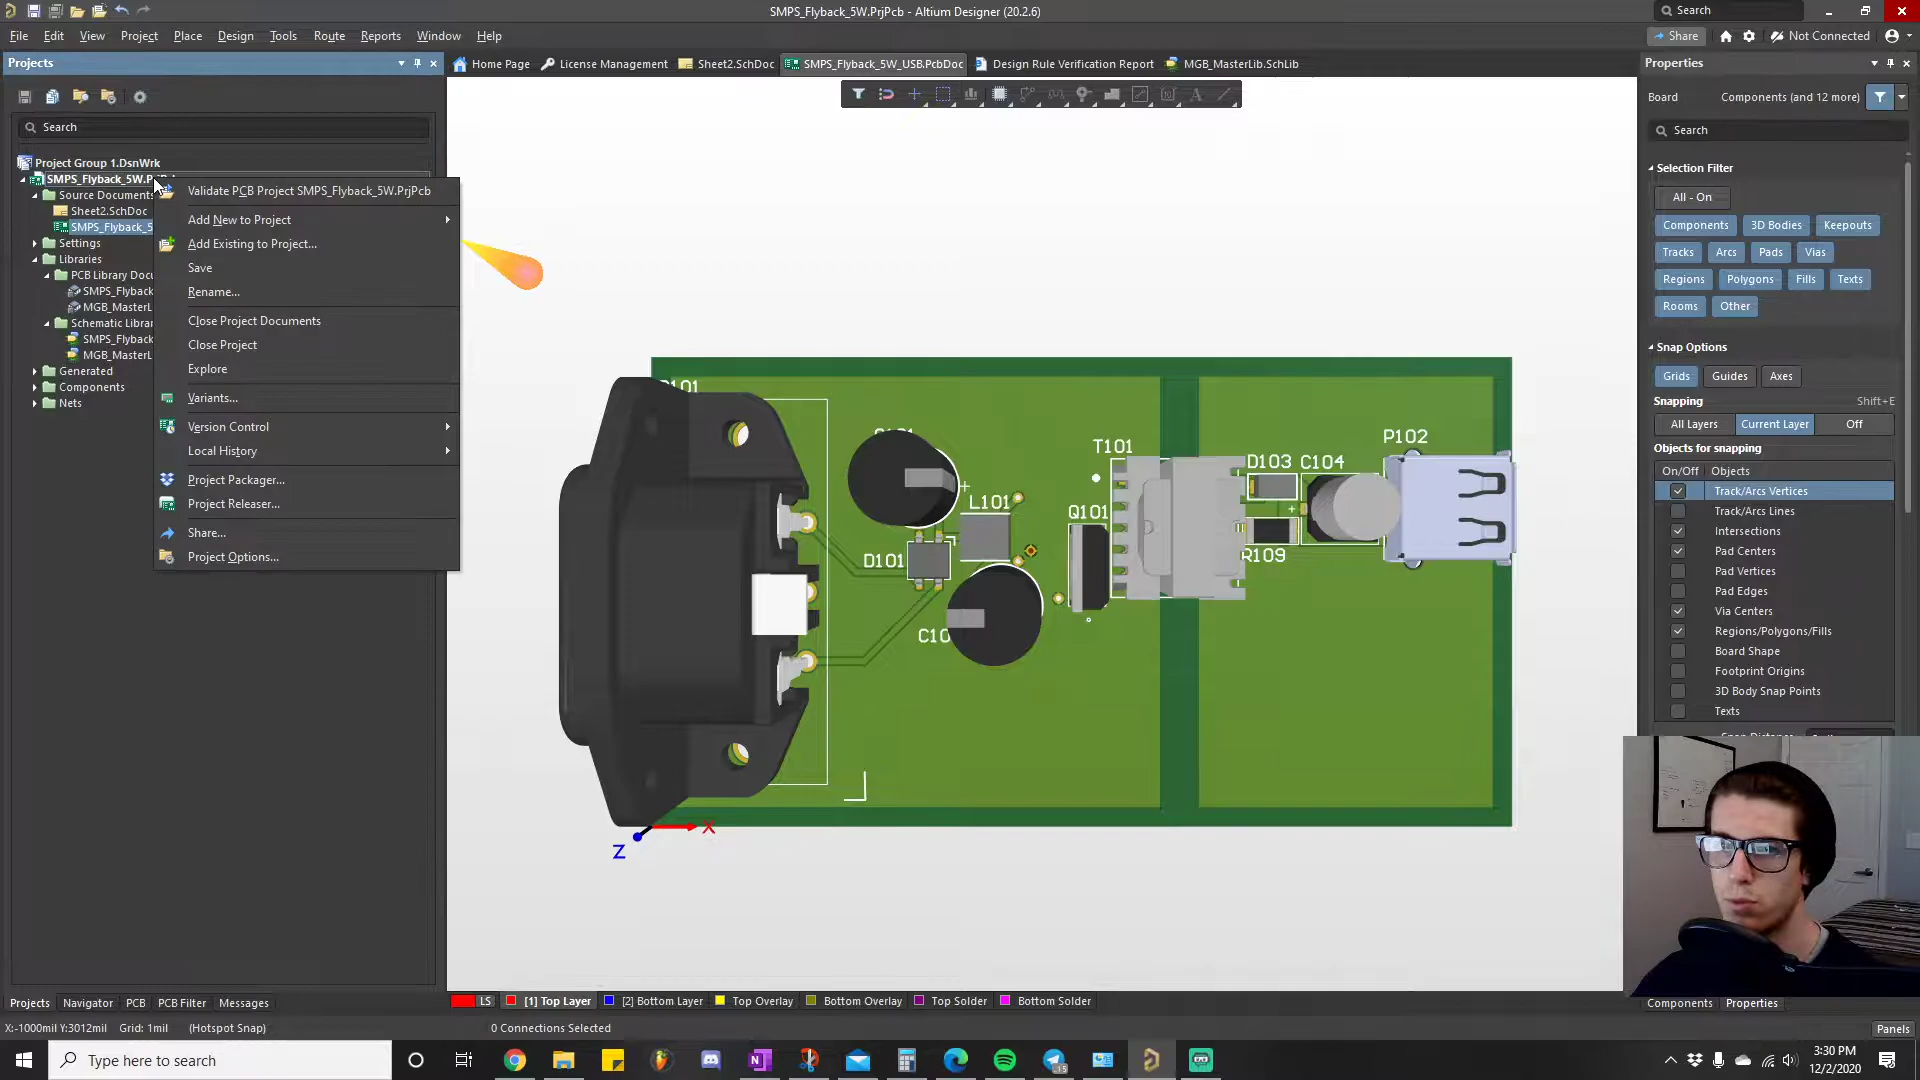 SMPS_Flyback_5W.PrjPcb - Altium Designer (20.2.6)
Search
File Edit View Project Place Design Tools Route Reports Window Help
Share
Not Connected
Projects
Home Page
License Management
Sheet2.SchDoc
SMPS_Flyback_5W_USB.PcbDoc
Design Rule Verification Report
MGB_MasterLib.SchLib
Properties
Board Components (and 12 more)
Search
Search
Project Group 1.DsnWrk
SMPS_Flyback_5W.
Source Documents
Sheet2.SchDoc
SMPS_Flyback_5
Settings
Libraries
PCB Library Docu
SMPS_Flyback
MGB_MasterL
Schematic Librar
SMPS_Flyback
MGB_MasterL
Generated
Components
Nets
Validate PCB Project SMPS_Flyback_5W.PrjPcb
Add New to Project
Add Existing to Project...
Save
Rename...
Close Project Documents
Close Project
Explore
Variants...
Version Control
Local History
Project Packager...
Project Releaser...
Share...
Project Options...
T101
P102
D103 C104
L101
Q101
D101
R109
C10
X
Z
Selection Filter
All - On
Components 3D Bodies Keepouts
Tracks Arcs Pads Vias
Regions Polygons Fills Texts
Rooms Other
Snap Options
Grids Guides Axes
Snapping Shift+E
All Layers Current Layer Off
Objects for snapping
On/Off Objects
Track/Arcs Vertices
Track/Arcs Lines
Intersections
Pad Centers
Pad Vertices
Pad Edges
Via Centers
Regions/Polygons/Fills
Board Shape
Footprint Origins
3D Body Snap Points
Texts
Projects Navigator PCB PCB Filter Messages
LS [1] Top Layer [2] Bottom Layer Top Overlay Bottom Overlay Top Solder Bottom Solder
Components Properties
X:-1000mil Y:3012mil Grid: 1mil (Hotspot Snap)
0 Connections Selected
Panels
Type here to search
15
3:30 PM
12/2/2020